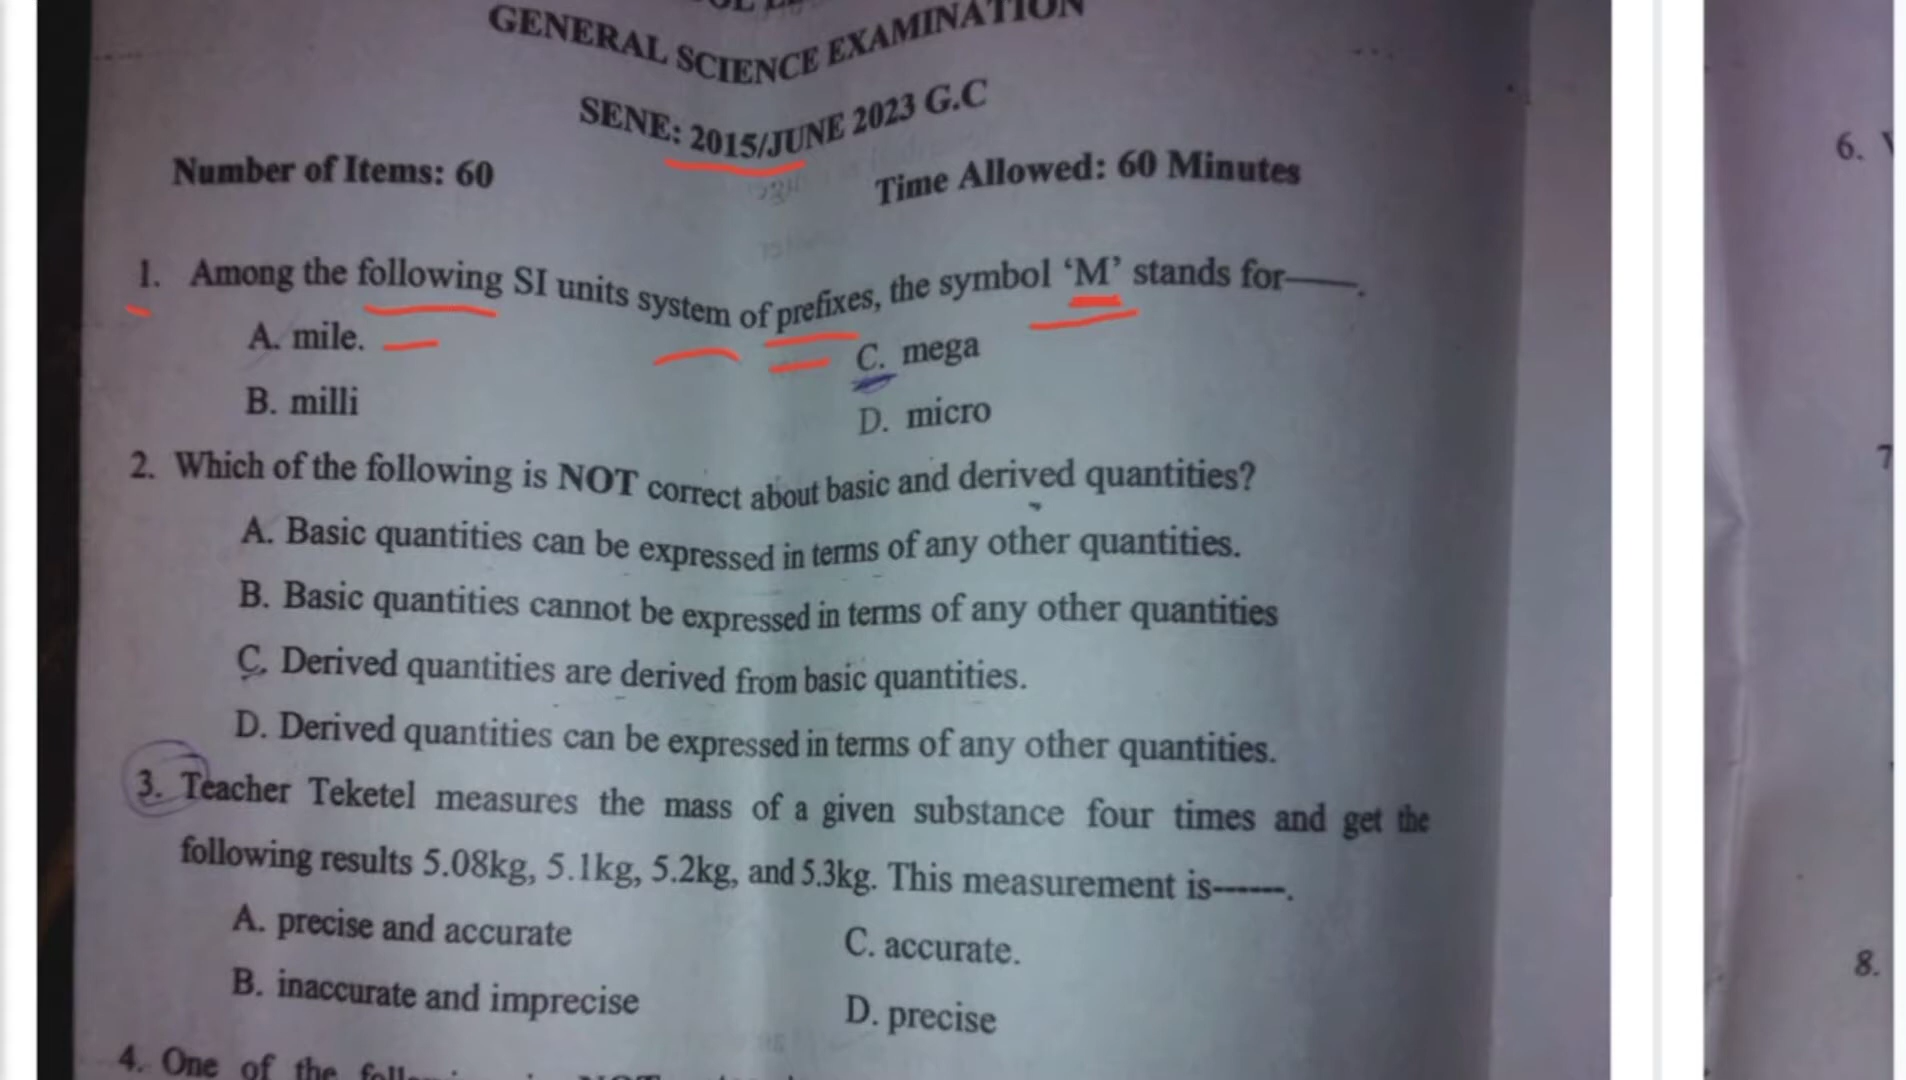 GENERAL SCIENCE EXAMINATION
SENE: 2015/JUNE 2023 G.C
Number of Items: 60 Time Allowed: 60 Minutes
1. Among the following SI units system of prefixes, the symbol ‘M’ stands for——.
A. mile. C. mega
B. milli D. micro
2. Which of the following is NOT correct about basic and derived quantities?
A. Basic quantities can be expressed in terms of any other quantities.
B. Basic quantities cannot be expressed in terms of any other quantities
C. Derived quantities are derived from basic quantities.
D. Derived quantities can be expressed in terms of any other quantities.
3. Teacher Teketel measures the mass of a given substance four times and get the
following results 5.08kg, 5.1kg, 5.2kg, and 5.3kg. This measurement is------.
A. precise and accurate C. accurate.
B. inaccurate and imprecise D. precise
4. One of the
6.
7
8.